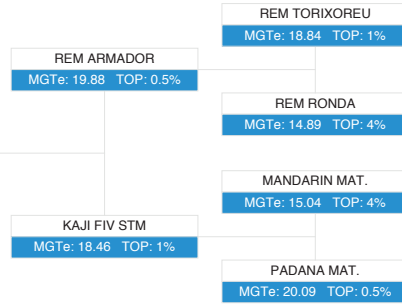 REM TORIXOREU
MGTe: 18.84 TOP: 1%
REM ARMADOR
MGTe: 19.88 TOP: 0.5%
REM RONDA
MGTe: 14.89 TOP: 4%
MANDARIN MAT.
MGTe: 15.04 TOP: 4%
KAJI FIV STM
MGTe: 18.46 TOP: 1%
PADANA MAT.
MGTe: 20.09 TOP: 0.5%